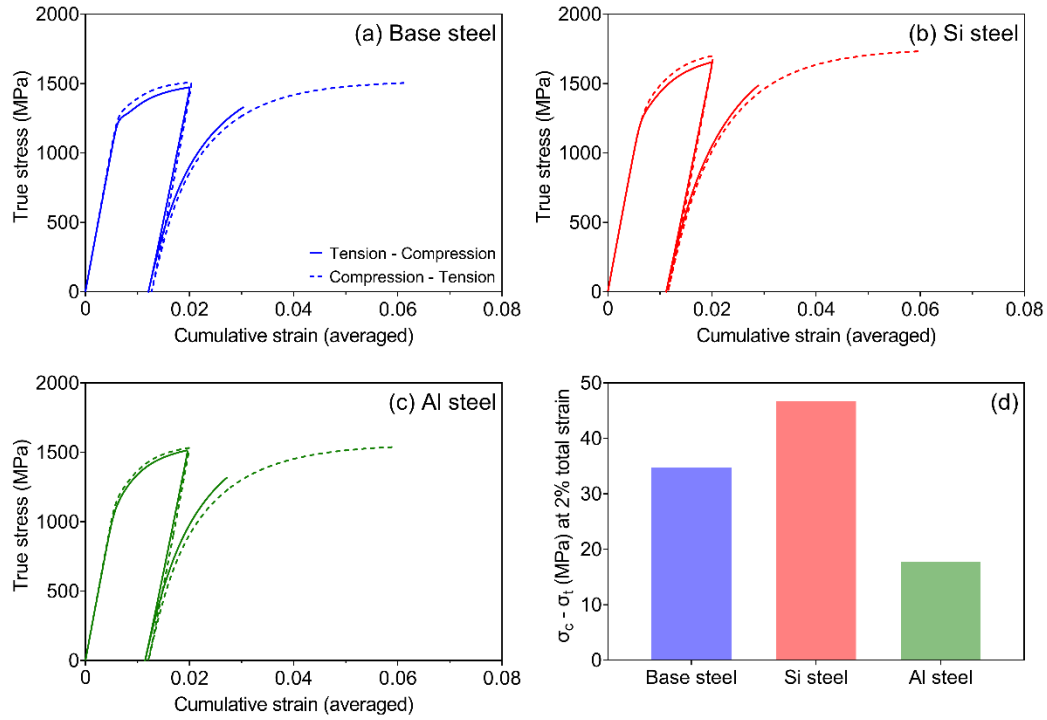 (a) Base steel
True stress (MPa)
2000
1500
1000
500
0
Tension - Compression
Compression - Tension
0 0.02 0.04 0.06 0.08
Cumulative strain (averaged)
(b) Si steel
True stress (MPa)
2000
1500
1000
500
0
0 0.02 0.04 0.06 0.08
Cumulative strain (averaged)
(c) Al steel
True stress (MPa)
2000
1500
1000
500
0
0 0.02 0.04 0.06 0.08
Cumulative strain (averaged)
(d)
σc - σt (MPa) at 2% total strain
50
40
30
20
10
0
Base steel Si steel Al steel